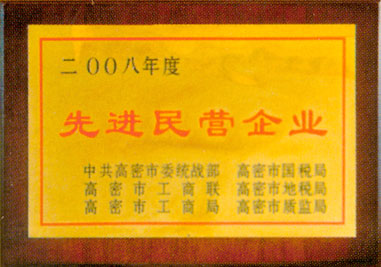 二〇〇八年度
先进民营企业
中共高密市委统战部 高密市国税局
高密市工商联 高密市地税局
高密市工商局 高密市质监局